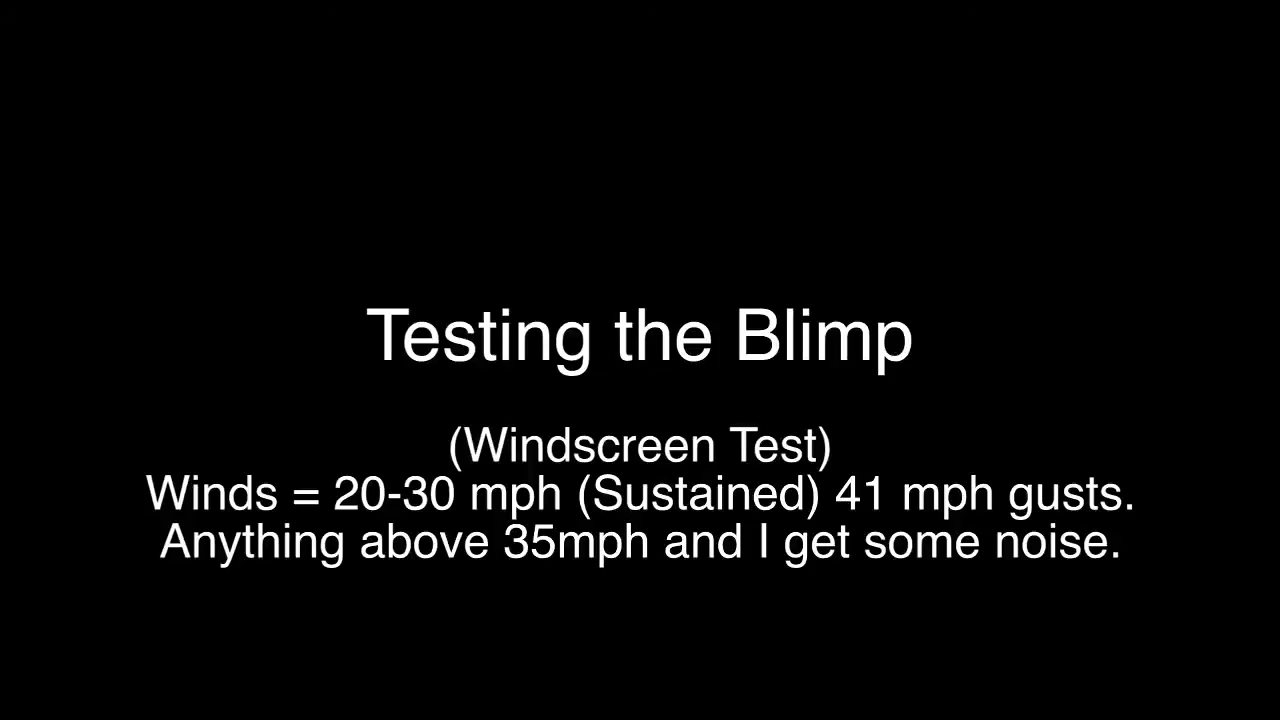 Testing the Blimp
(Windscreen Test)
Winds = 20-30 mph (Sustained) 41 mph gusts.
Anything above 35mph and I get some noise.